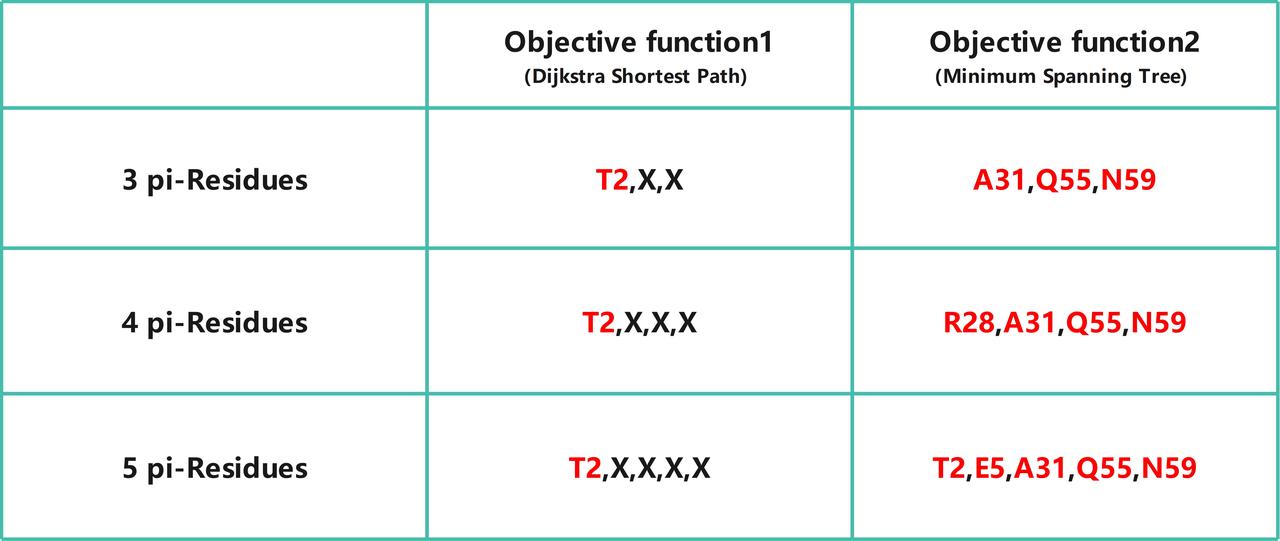 Objective function1
(Dijkstra Shortest Path)
Objective function2
(Minimum Spanning Tree)
3 pi-Residues
T2,X,X
A31,Q55,N59
4 pi-Residues
T2,X,X,X
R28,A31,Q55,N59
5 pi-Residues
T2,X,X,X,X
T2,E5,A31,Q55,N59